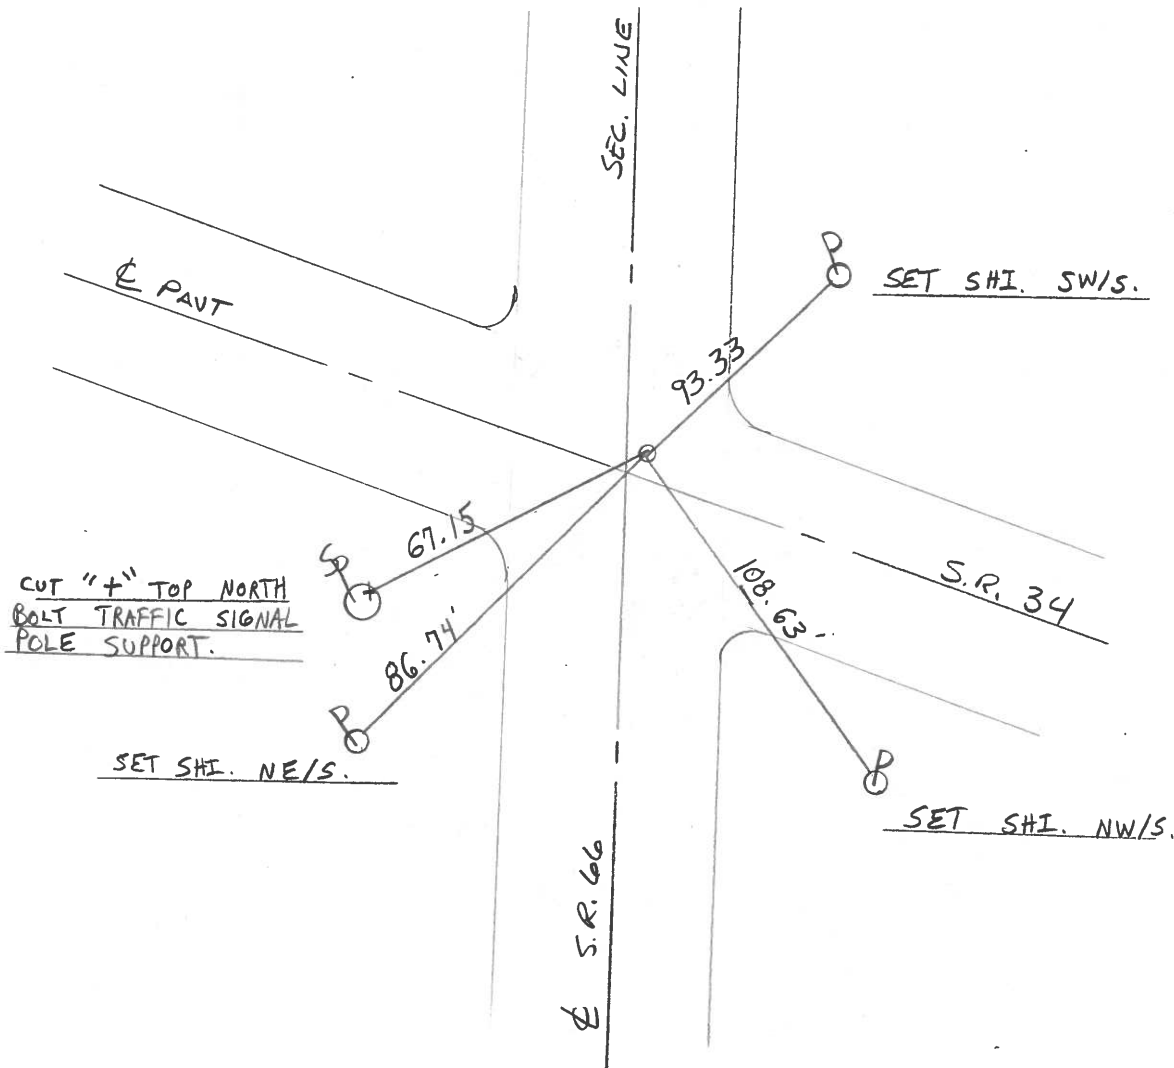 SEC. LINE
℄ PAVT
P
SET SHI. SW/S.
93.33
67.15
SP
CUT "+" TOP NORTH
BOLT TRAFFIC SIGNAL
POLE SUPPORT.
86.74'
108.63'
S.R. 34
P
SET SHI. NE/S.
P
SET SHI. NW/S.
℄ S.R. 66